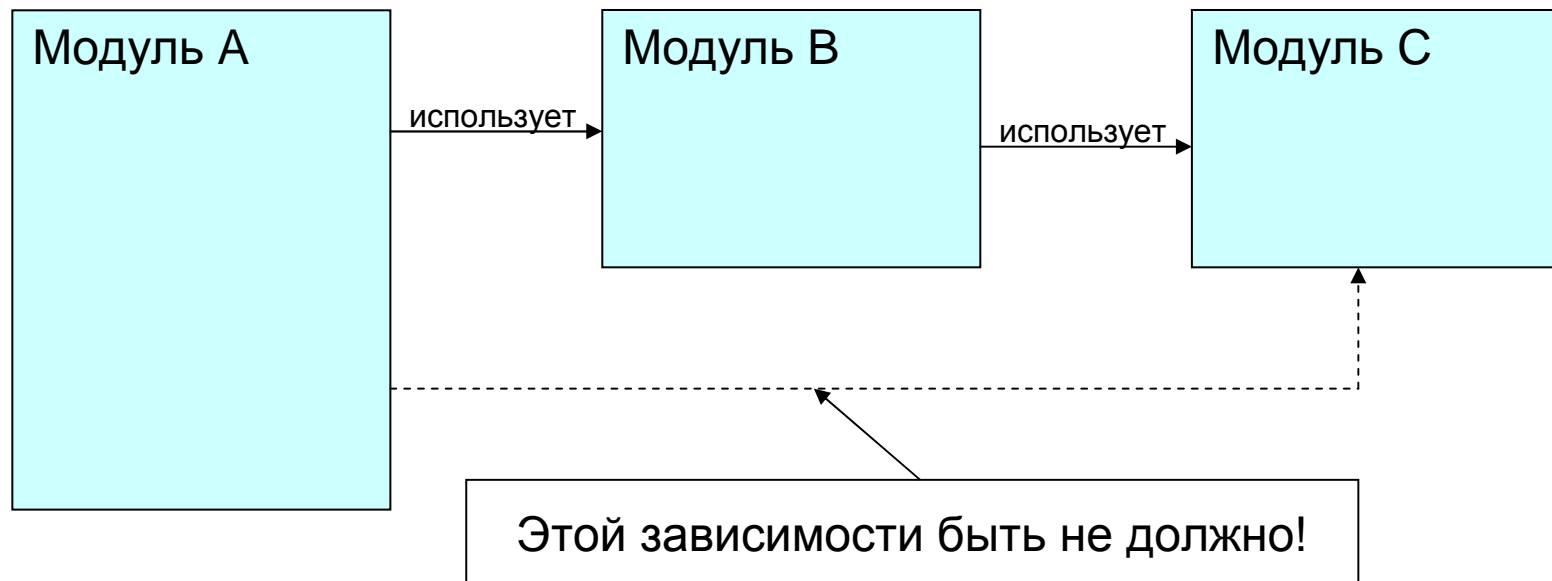 Модуль A
Модуль B
Модуль C
использует
использует
Этой зависимости быть не должно!